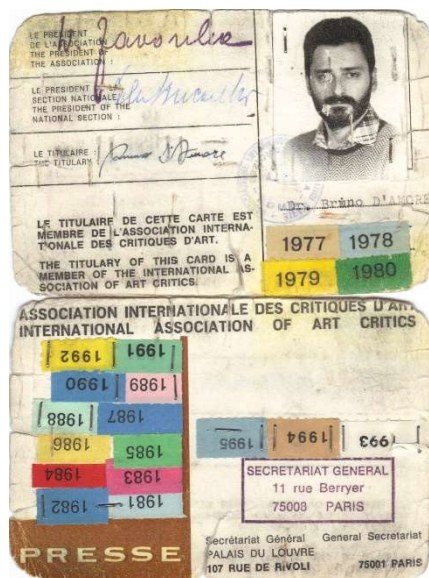 LE PRESIDENT
DE L'ASSOCIATION
THE PRESIDENT OF
THE ASSOCIATION :
LE PRESIDENT DE LA
SECTION NATIONALE
THE PRESIDENT OF THE
NATIONAL SECTION :
LE TITULAIRE :
THE TITULARY
Dr. Bruno D'AMORE
LE TITULAIRE DE CETTE CARTE EST
MEMBRE DE L'ASSOCIATION INTERNA-
TIONALE DES CRITIQUES D'ART.
THE TITULARY OF THIS CARD IS A
MEMBER OF THE INTERNATIONAL AS-
SOCIATION OF ART CRITICS.
1977 1978
1979 1980
ASSOCIATION INTERNATIONALE DES CRITIQUES D'ART
INTERNATIONAL ASSOCIATION OF ART CRITICS
1992 1991
1990 1989
1988 1987
1986 1985
1984 1983
1982 1981
1995 1994 993
SECRETARIAT GENERAL
11 rue Berryer
75008 PARIS
PRESSE
Secrétariat Général General Secretariat
PALAIS DU LOUVRE
107 RUE DE RIVOLI 75001 PARIS